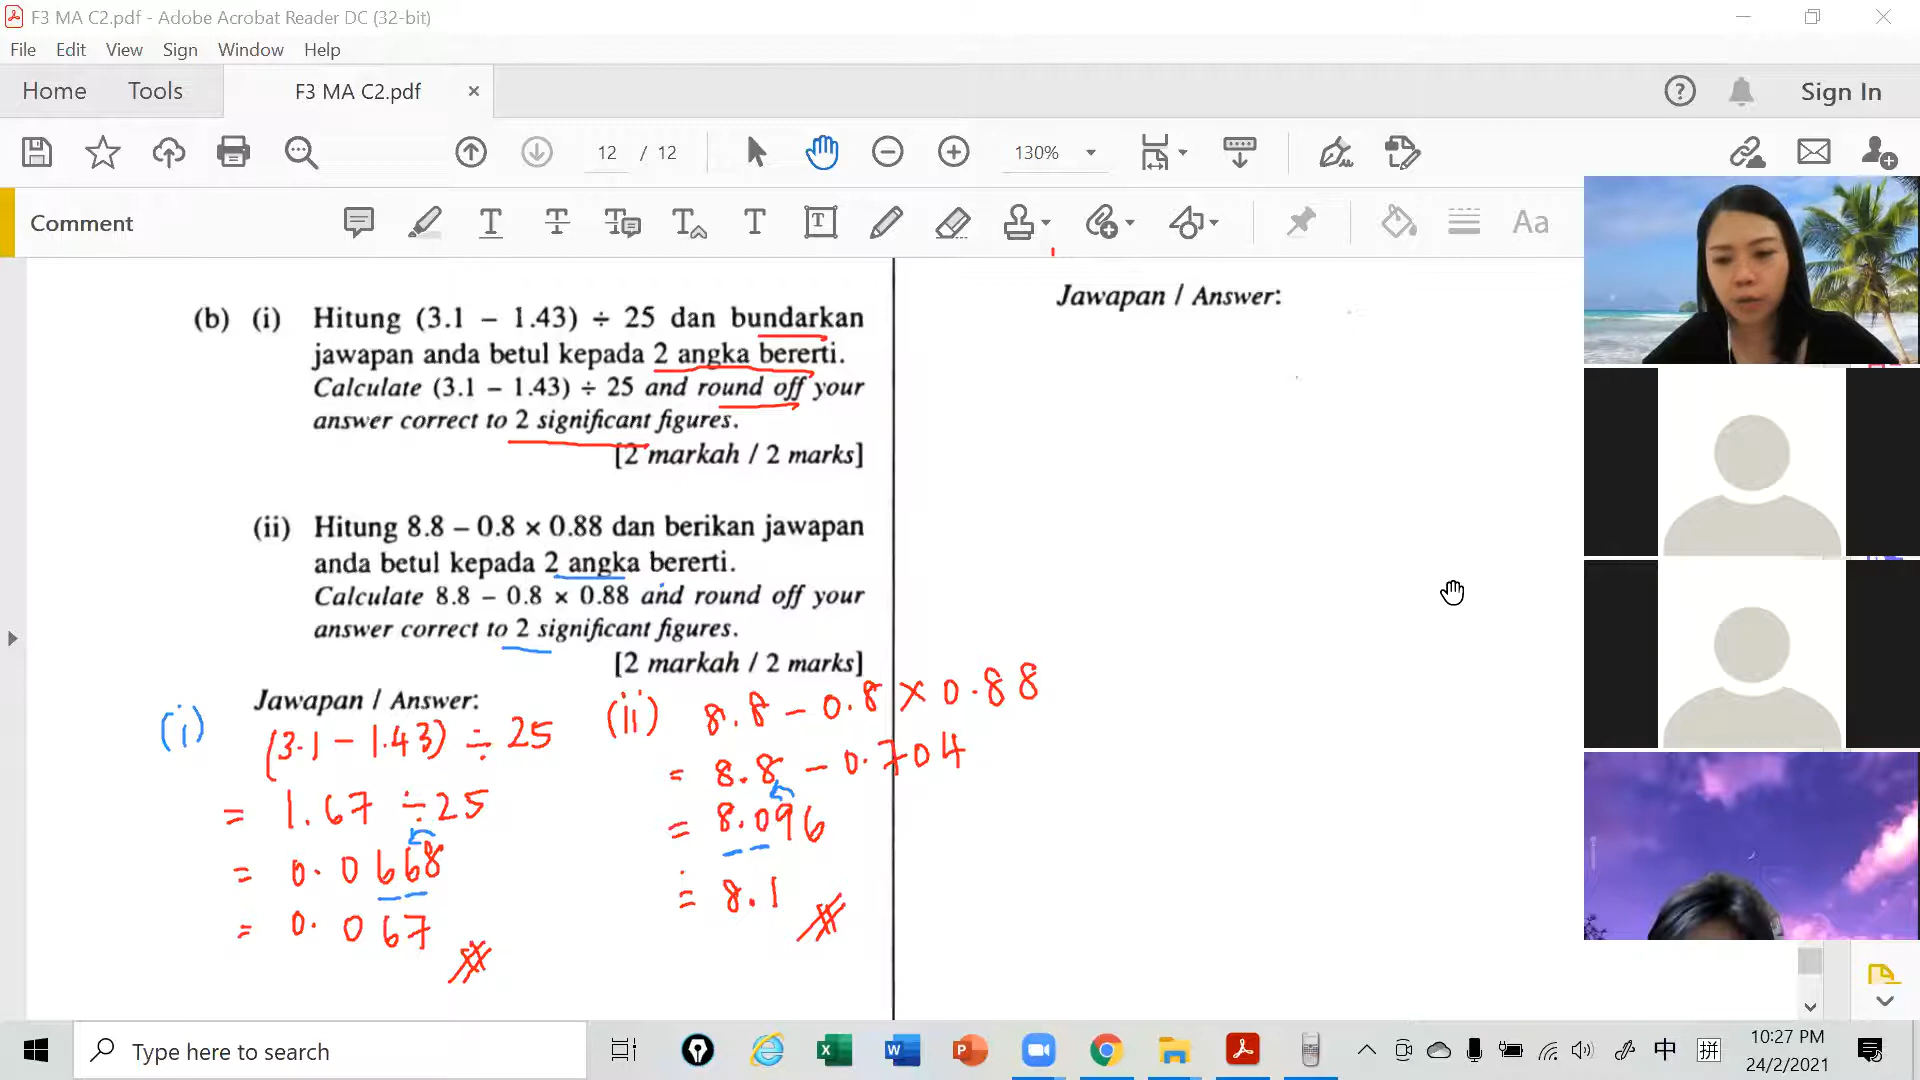 F3 MA C2.pdf - Adobe Acrobat Reader DC (32-bit)
File Edit View Sign Window Help
Home Tools F3 MA C2.pdf × Sign In
12 / 12 130%
Comment
(b) (i) Hitung (3.1 – 1.43) ÷ 25 dan bundarkan
jawapan anda betul kepada 2 angka bererti.
Calculate (3.1 – 1.43) ÷ 25 and round off your
answer correct to 2 significant figures.
[2 markah / 2 marks]
(ii) Hitung 8.8 – 0.8 × 0.88 dan berikan jawapan
anda betul kepada 2 angka bererti.
Calculate 8.8 – 0.8 × 0.88 and round off your
answer correct to 2 significant figures.
[2 markah / 2 marks]
Jawapan / Answer:
(i) (3.1 – 1.43) ÷ 25
= 1.67 ÷ 25
= 0.0668
= 0.067
(ii) 8.8 – 0.8 × 0.88
= 8.8 – 0.704
= 8.096
= 8.1
Jawapan / Answer:
Type here to search
中 拼
10:27 PM
24/2/2021